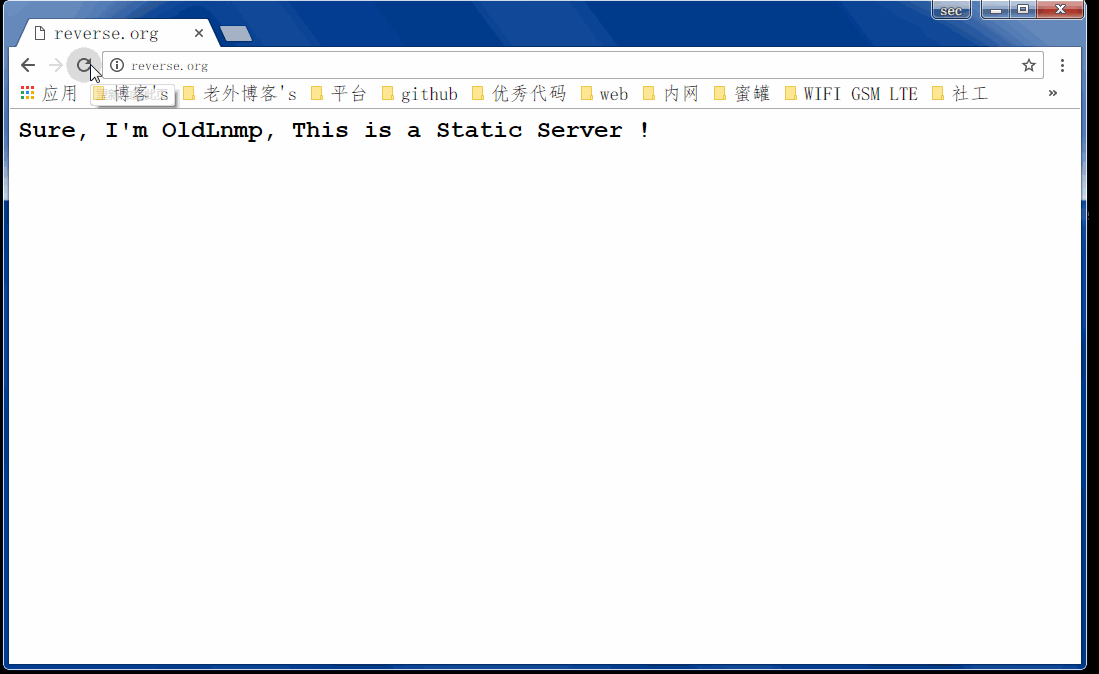 sec
reverse.org
reverse.org
应用 博客's 老外博客's 平台 github 优秀代码 web 内网 蜜罐 WIFI GSM LTE 社工 »
Sure, I'm OldLnmp, This is a Static Server !